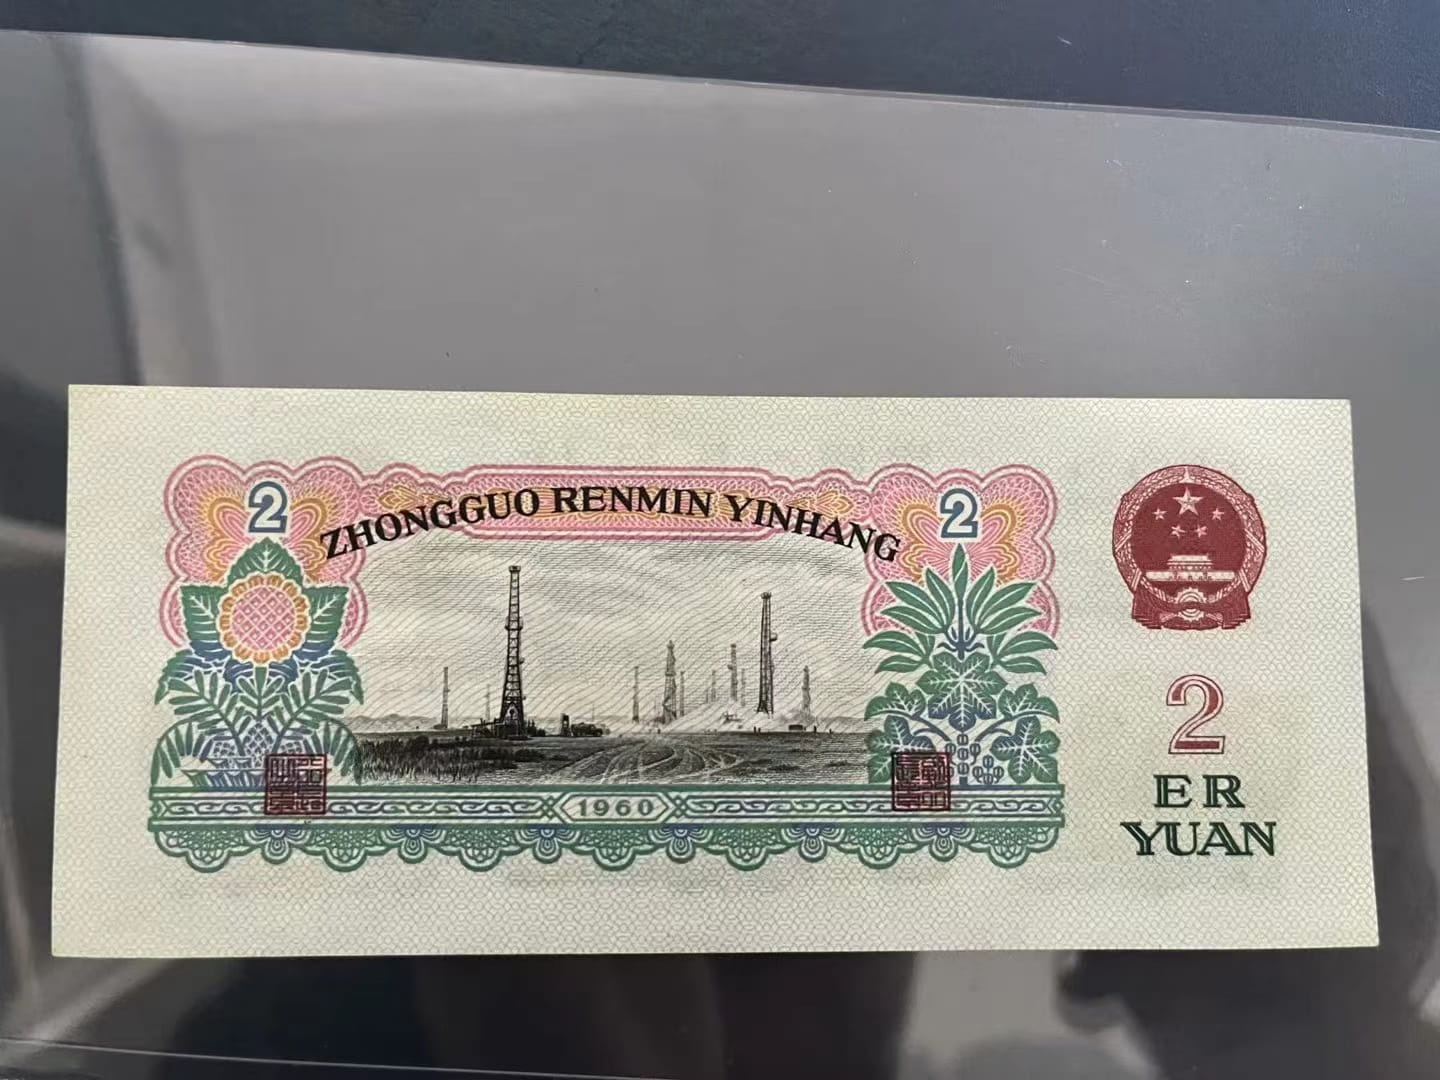 2
ZHONGGUO RENMIN YINHANG
2
2
ER
YUAN
1960